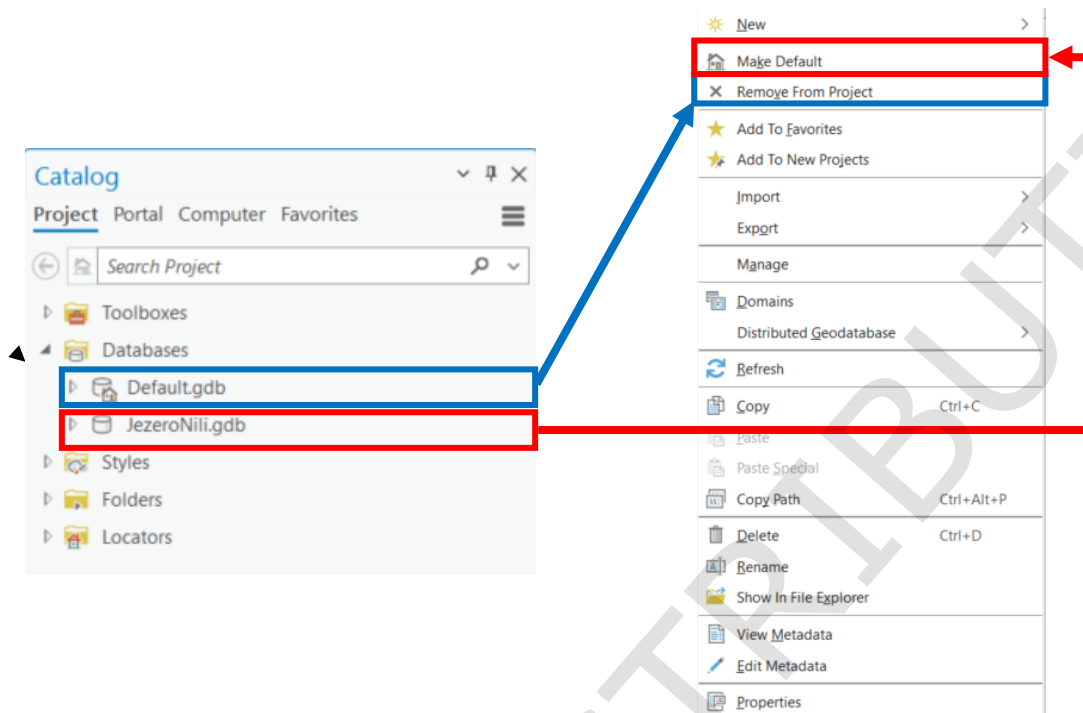 Catalog
Project Portal Computer Favorites
Search Project
Toolboxes
Databases
Default.gdb
JezeroNili.gdb
Styles
Folders
Locators
New
Make Default
Remove From Project
Add To Favorites
Add To New Projects
Import
Export
Manage
Domains
Distributed Geodatabase
Refresh
Copy Ctrl+C
Paste
Paste Special
Copy Path Ctrl+Alt+P
Delete Ctrl+D
Rename
Show In File Explorer
View Metadata
Edit Metadata
Properties
TRIBUT